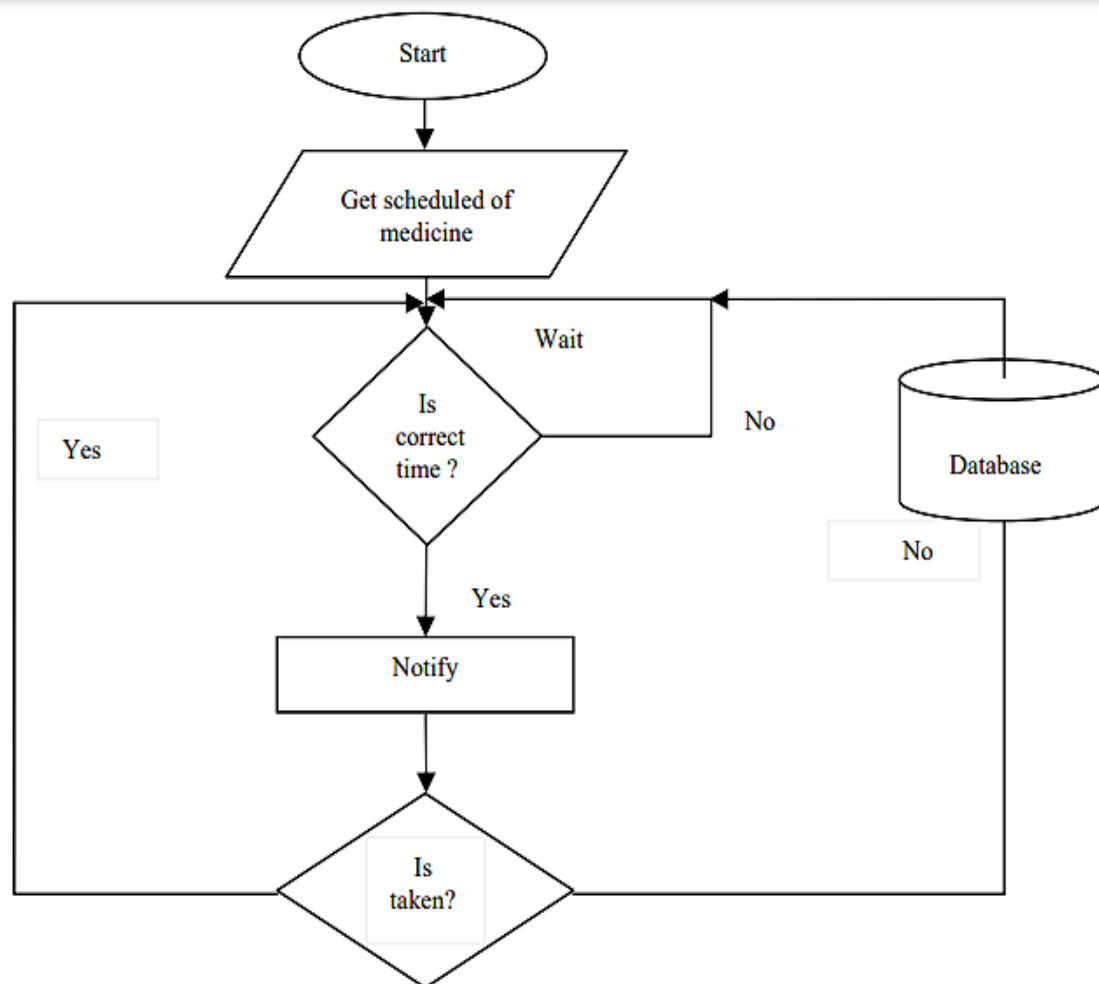 Start
Get scheduled of
medicine
Wait
Is
correct
time ?
No
Yes
Database
No
Yes
Notify
Is
taken?